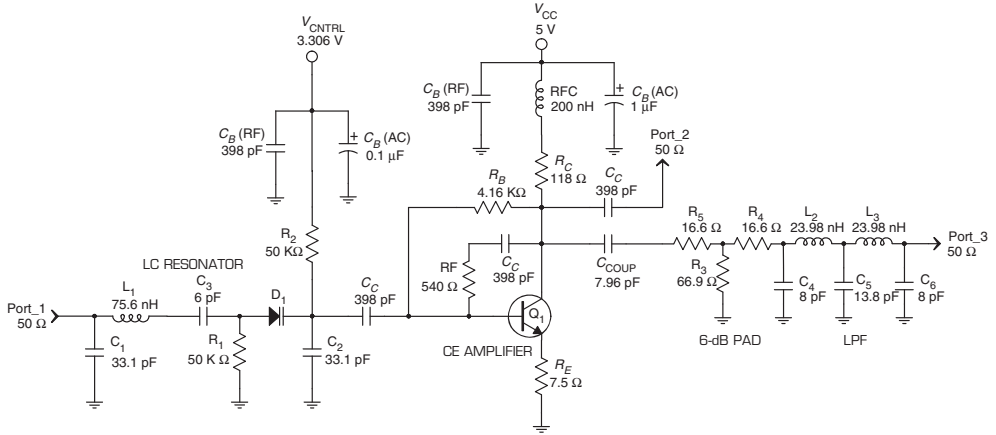 V_CNTRL
3.306 V
V_CC
5 V
C_B (RF)
398 pF
+
C_B (AC)
0.1 µF
C_B (RF)
398 pF
RFC
200 nH
+
C_B (AC)
1 µF
Port_2
50 Ω
R_C
118 Ω
R_B
4.16 KΩ
C_C
398 pF
R_2
50 KΩ
RF
540 Ω
C_C
398 pF
C_COUP
7.96 pF
R_5
16.6 Ω
R_4
16.6 Ω
L_2
23.98 nH
L_3
23.98 nH
Port_3
50 Ω
R_3
66.9 Ω
C_4
8 pF
C_5
13.8 pF
C_6
8 pF
6-dB PAD
LPF
LC RESONATOR
Port_1
50 Ω
L_1
75.6 nH
C_3
6 pF
D_1
C_C
398 pF
Q_1
C_1
33.1 pF
R_1
50 K Ω
C_2
33.1 pF
CE AMPLIFIER
R_E
7.5 Ω